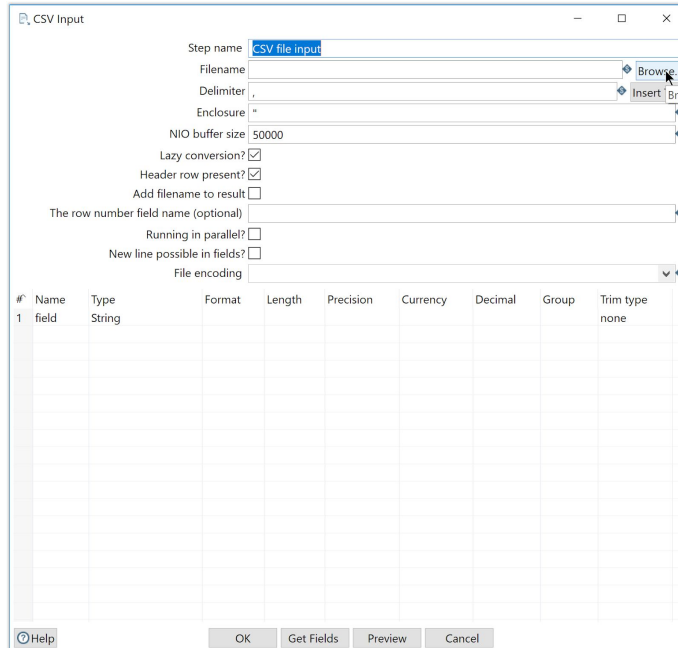 CSV Input
Step name CSV file input
Filename Browse.
Delimiter , Insert Br
Enclosure "
NIO buffer size 50000
Lazy conversion?
Header row present?
Add filename to result
The row number field name (optional)
Running in parallel?
New line possible in fields?
File encoding
# Name Type Format Length Precision Currency Decimal Group Trim type
1 field String none
Help OK Get Fields Preview Cancel